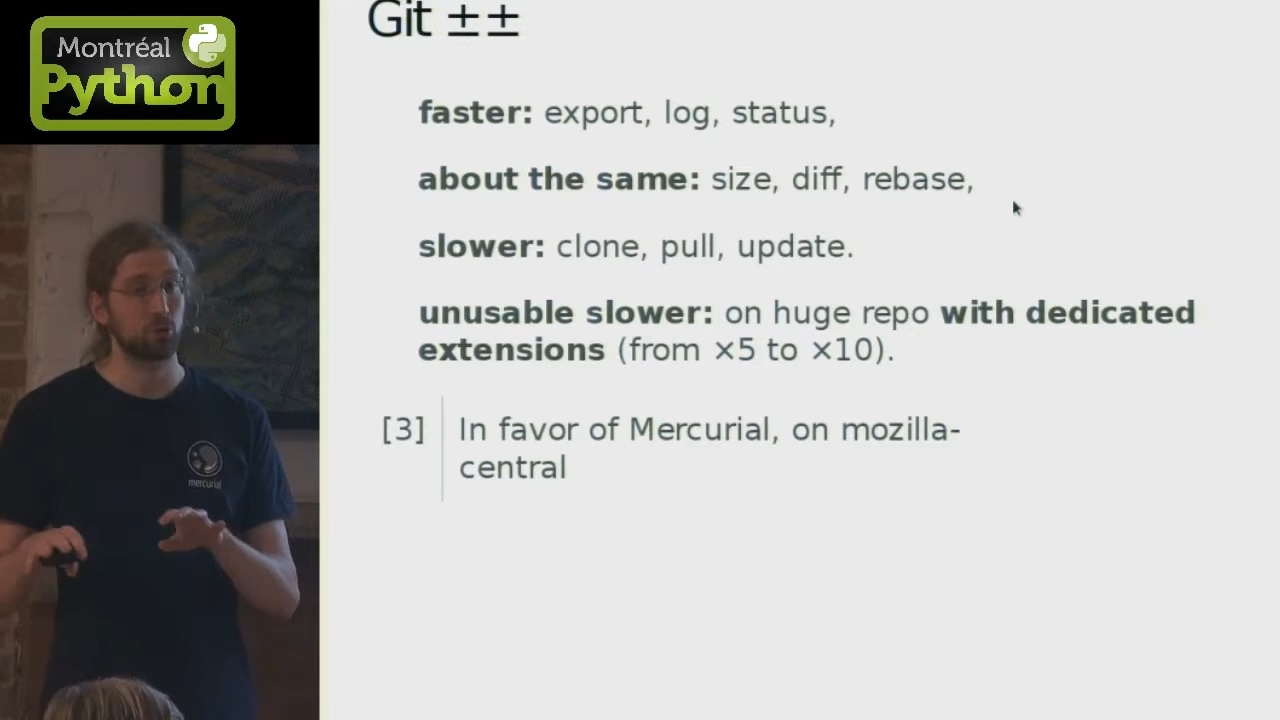 Montréal
Python
Git ±±
faster: export, log, status,
about the same: size, diff, rebase,
slower: clone, pull, update.
unusable slower: on huge repo with dedicated
extensions (from ×5 to ×10).
[3] In favor of Mercurial, on mozilla-
central
mercurial